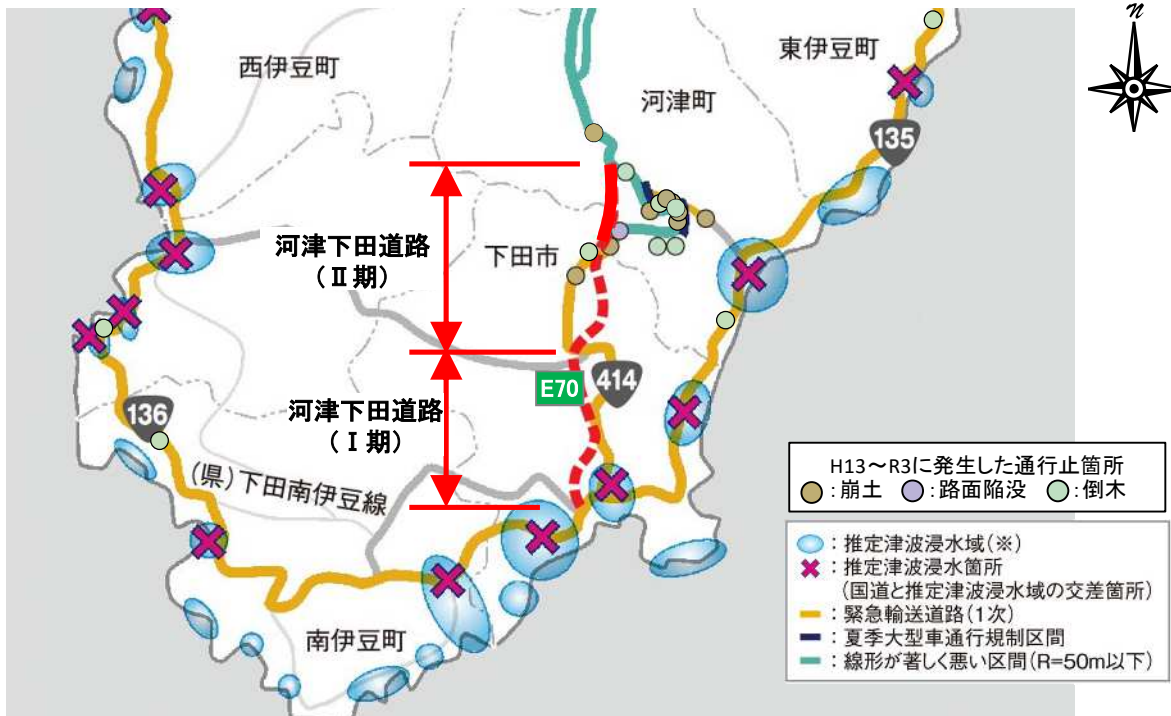 N
東伊豆町
西伊豆町
河津町
135
河津下田道路
（Ⅱ期）
下田市
E70
414
河津下田道路
（Ⅰ期）
136
(県)下田南伊豆線
南伊豆町
H13～R3に発生した通行止箇所
：崩土 ：路面陥没 ：倒木
：推定津波浸水域(※)
：推定津波浸水箇所
(国道と推定津波浸水域の交差箇所)
：緊急輸送道路(1次)
：夏季大型車通行規制区間
：線形が著しく悪い区間(R=50m以下)